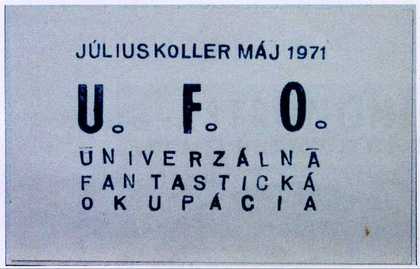 JÚLIUS KOLLER MÁJ 1971
U. F. O.
UNIVERZÁLNA
FANTASTICKÁ
OKUPÁCIA